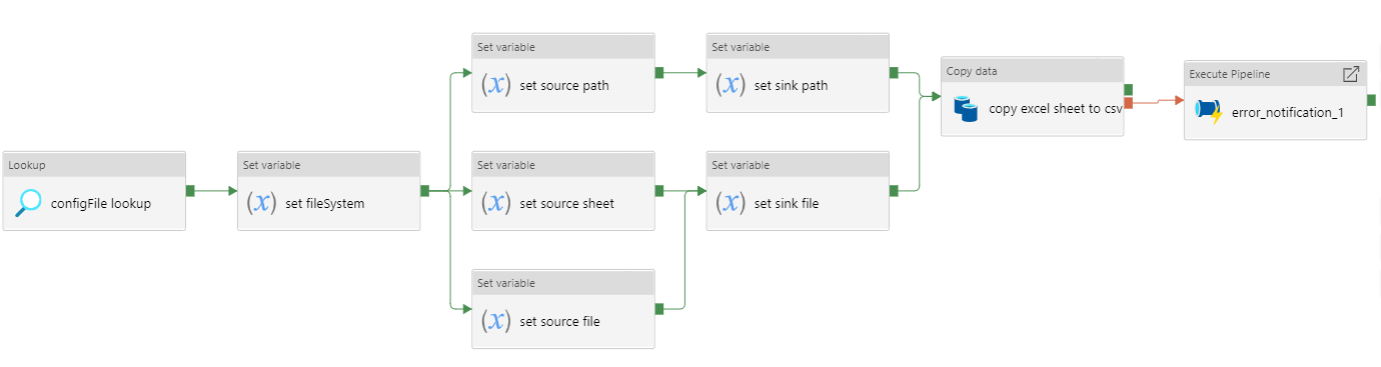 Set variable
(x) set source path
Set variable
(x) set sink path
Copy data
copy excel sheet to csv
Execute Pipeline
error_notification_1
Lookup
configFile lookup
Set variable
(x) set fileSystem
Set variable
(x) set source sheet
Set variable
(x) set sink file
Set variable
(x) set source file